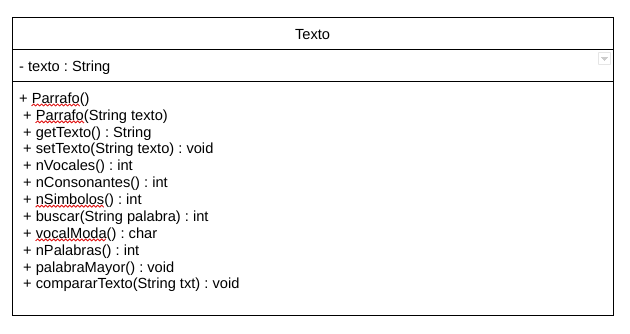 Texto
- texto : String
+ Parrafo()
+ Parrafo(String texto)
+ getTexto() : String
+ setTexto(String texto) : void
+ nVocales() : int
+ nConsonantes() : int
+ nSimbolos() : int
+ buscar(String palabra) : int
+ vocalModa() : char
+ nPalabras() : int
+ palabraMayor() : void
+ compararTexto(String txt) : void